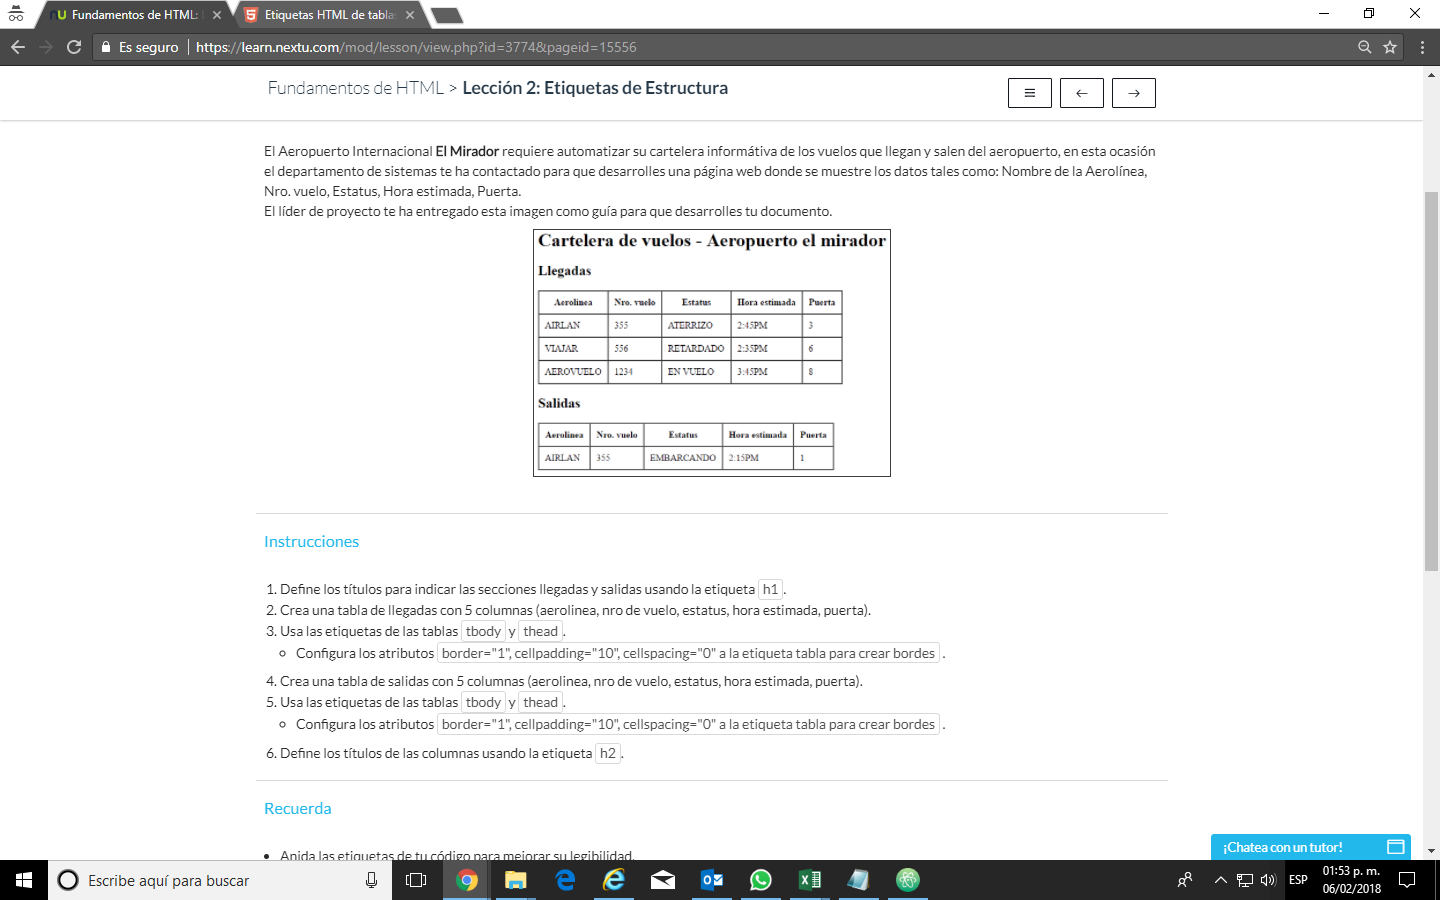 Fundamentos de HTML:
Etiquetas HTML de tablas
Es seguro https://learn.nextu.com/mod/lesson/view.php?id=3774&pageid=15556
Fundamentos de HTML > Lección 2: Etiquetas de Estructura
El Aeropuerto Internacional El Mirador requiere automatizar su cartelera informátiva de los vuelos que llegan y salen del aeropuerto, en esta ocasión
el departamento de sistemas te ha contactado para que desarrolles una página web donde se muestre los datos tales como: Nombre de la Aerolínea,
Nro. vuelo, Estatus, Hora estimada, Puerta.
El líder de proyecto te ha entregado esta imagen como guía para que desarrolles tu documento.
Cartelera de vuelos - Aeropuerto el mirador
Llegadas
Aerolinea Nro. vuelo Estatus Hora estimada Puerta
AIRLAN 355 ATERRIZO 2:45PM 3
VIAJAR 556 RETARDADO 2:35PM 6
AEROVUELO 1234 EN VUELO 3:45PM 8
Salidas
Aerolinea Nro. vuelo Estatus Hora estimada Puerta
AIRLAN 355 EMBARCANDO 2:15PM 1
Instrucciones
1. Define los títulos para indicar las secciones llegadas y salidas usando la etiqueta h1.
2. Crea una tabla de llegadas con 5 columnas (aerolinea, nro de vuelo, estatus, hora estimada, puerta).
3. Usa las etiquetas de las tablas tbody y thead.
Configura los atributos border="1", cellpadding="10", cellspacing="0" a la etiqueta tabla para crear bordes.
4. Crea una tabla de salidas con 5 columnas (aerolinea, nro de vuelo, estatus, hora estimada, puerta).
5. Usa las etiquetas de las tablas tbody y thead.
Configura los atributos border="1", cellpadding="10", cellspacing="0" a la etiqueta tabla para crear bordes.
6. Define los títulos de las columnas usando la etiqueta h2.
Recuerda
Anida las etiquetas de tu código para mejorar su legibilidad.
¡Chatea con un tutor!
Escribe aquí para buscar
ESP
01:53 p. m.
06/02/2018